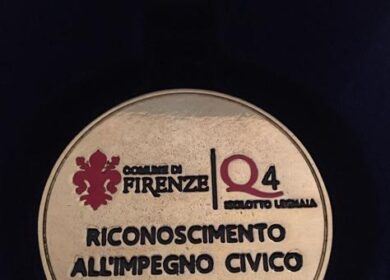 COMUNE DI
FIRENZE
Q4
ISOLOTTO LEGNAIA
RICONOSCIMENTO
ALL'IMPEGNO CIVICO